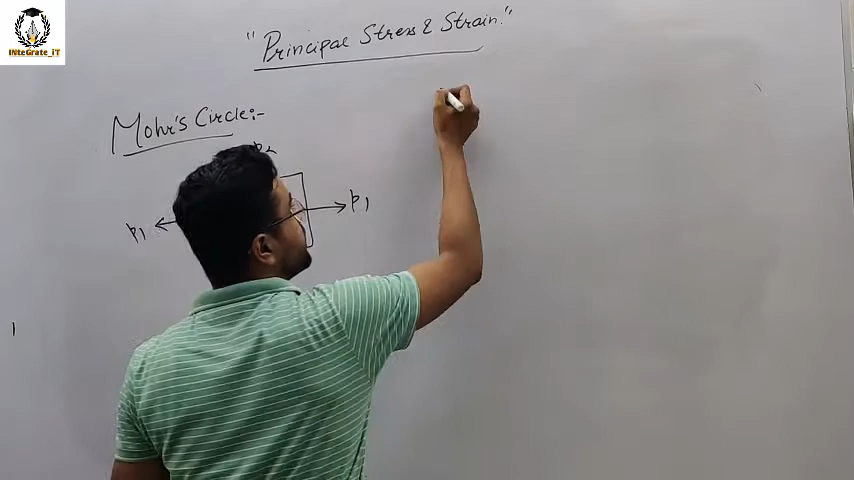 INteGrate_iT
"Principal Stress & Strain."
Mohr's Circle:-
p2
p1
p1